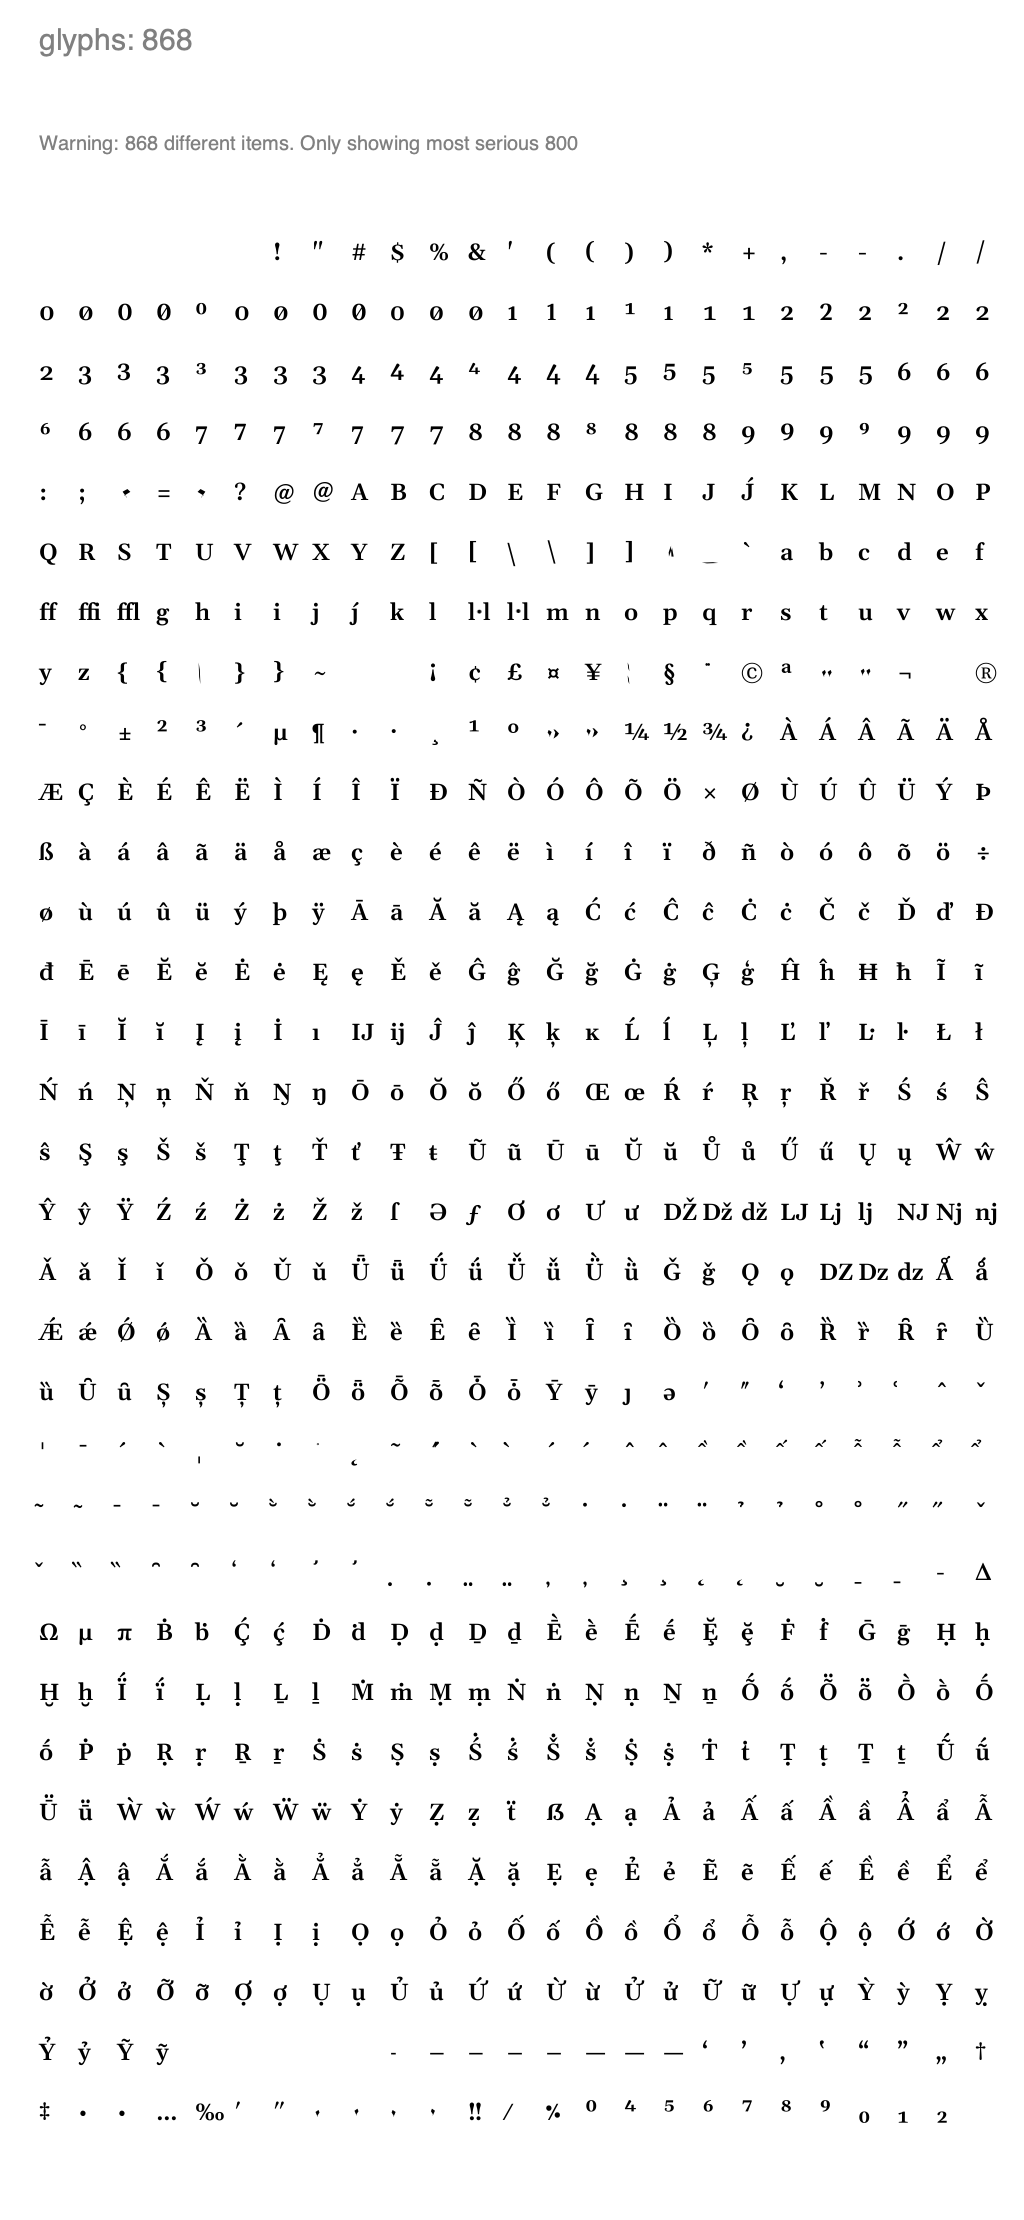 glyphs: 868
Warning: 868 different items. Only showing most serious 800
! " # $ % & ' ( ( ) ) * + , - - . / /
0 0 0 0 ⁰ 0 0 0 0 0 0 0 1 1 1 ¹ 1 1 1 2 2 2 ² 2 2
2 3 3 3 ³ 3 3 3 4 4 4 ⁴ 4 4 4 5 5 5 ⁵ 5 5 5 6 6 6
⁶ 6 6 6 7 7 7 ⁷ 7 7 7 8 8 8 ⁸ 8 8 8 9 9 9 ⁹ 9 9 9
: ; = ? @ @ A B C D E F G H I J J́ K L M N O P
Q R S T U V W X Y Z [ [ \ \ ] ] _ ` a b c d e f
ff ffi ffl g h i i j j́ k l l·l l·l m n o p q r s t u v w x
y z { { | } } ~ ¡ ¢ £ ¤ ¥ ¦ § ¨ © ª ¬ ®
¯ ° ± ² ³ ´ µ ¶ · · ¸ ¹ º ¼ ½ ¾ ¿ À Á Â Ã Ä Å
Æ Ç È É Ê Ë Ì Í Î Ï Ð Ñ Ò Ó Ô Õ Ö × Ø Ù Ú Û Ü Ý Þ
ß à á â ã ä å æ ç è é ê ë ì í î ï ð ñ ò ó ô õ ö ÷
ø ù ú û ü ý þ ÿ Ā ā Ă ă Ą ą Ć ć Ĉ ĉ Ċ ċ Č č Ď ď Đ
đ Ē ē Ĕ ĕ Ė ė Ę ę Ě ě Ĝ ĝ Ğ ğ Ġ ġ Ģ ģ Ĥ ĥ Ħ ħ Ĩ ĩ
Ī ī Ĭ ĭ Į į İ ı IJ ij Ĵ ĵ Ķ ķ ĸ Ĺ ĺ Ļ ļ Ľ ľ Ŀ ŀ Ł ł
Ń ń Ņ ņ Ň ň Ŋ ŋ Ō ō Ŏ ŏ Ő ő Œ œ Ŕ ŕ Ŗ ŗ Ř ř Ś ś Ŝ
ŝ Ş ş Š š Ţ ţ Ť ť Ŧ ŧ Ũ ũ Ū ū Ŭ ŭ Ů ů Ű ű Ų ų Ŵ ŵ
Ŷ ŷ Ÿ Ź ź Ż ż Ž ž ſ Ə ƒ Ơ ơ Ư ư DŽ Dž dž LJ Lj lj NJ Nj nj
Ǎ ǎ Ǐ ǐ Ǒ ǒ Ǔ ǔ Ǖ ǖ Ǘ ǘ Ǚ ǚ Ǜ ǜ Ǧ ǧ Ǫ ǫ DZ Dz dz Ǻ ǻ
Ǽ ǽ Ǿ ǿ Ȁ ȁ Ȃ ȃ Ȅ ȅ Ȇ ȇ Ȉ ȉ Ȋ ȋ Ȍ ȍ Ȏ ȏ Ȑ ȑ Ȓ ȓ Ȕ
ȕ Ȗ ȗ Ș ș Ț ț Ȫ ȫ Ȭ ȭ Ȱ ȱ Ȳ ȳ ȷ ə ʹ ʺ ʻ ʼ ʾ ʿ ˆ ˇ
ˈ ˉ ˊ ˋ ˌ ˘ ˙ ˛ ˜
- Δ
Ω μ π Ḃ ḃ Ḉ ḉ Ḋ ḋ Ḍ ḍ Ḏ ḏ Ḕ ḕ Ḗ ḗ Ḝ ḝ Ḟ ḟ Ḡ ḡ Ḥ ḥ
Ḫ ḫ Ḯ ḯ Ḷ ḷ Ḻ ḻ Ṁ ṁ Ṃ ṃ Ṅ ṅ Ṇ ṇ Ṉ ṉ Ṍ ṍ Ṏ ṏ Ṑ ṑ Ṓ
ṓ Ṗ ṗ Ṛ ṛ Ṟ ṟ Ṡ ṡ Ṣ ṣ Ṥ ṥ Ṧ ṧ Ṩ ṩ Ṫ ṫ Ṭ ṭ Ṯ ṯ Ṹ ṹ
Ṻ ṻ Ẁ ẁ Ẃ ẃ Ẅ ẅ Ẏ ẏ Ẓ ẓ ẗ ẞ Ạ ạ Ả ả Ấ ấ Ầ ầ Ẩ ẩ Ẫ
ẫ Ậ ậ Ắ ắ Ằ ằ Ẳ ẳ Ẵ ẵ Ặ ặ Ẹ ẹ Ẻ ẻ Ẽ ẽ Ế ế Ề ề Ể ể
Ễ ễ Ệ ệ Ỉ ỉ Ị ị Ọ ọ Ỏ ỏ Ố ố Ồ ồ Ổ ổ Ỗ ỗ Ộ ộ Ớ ớ Ờ
ờ Ở ở Ỡ ỡ Ợ ợ Ụ ụ Ủ ủ Ứ ứ Ừ ừ Ử ử Ữ ữ Ự ự Ỳ ỳ Ỵ ỵ
Ỷ ỷ Ỹ ỹ ‐ – – – – — — — ‘ ’ ‚ ‛ “ ” „ †
‡ • • … ‰ ′ ″ ‼ ⁄ ⁒ ⁰ ⁴ ⁵ ⁶ ⁷ ⁸ ⁹ ₀ ₁ ₂